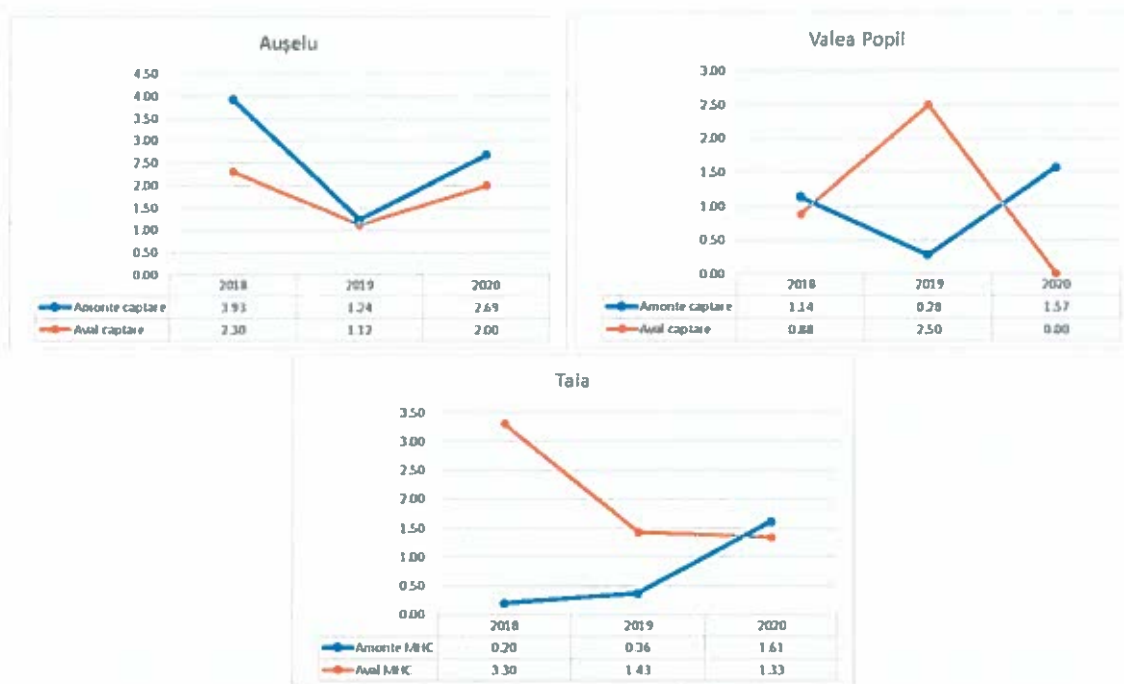 Aușelu
4.50
4.00
3.50
3.00
2.50
2.00
1.50
1.00
0.50
0.00
2018 2019 2020
Amonte captare 3.93 1.24 2.69
Aval captare 2.30 1.12 2.00
Valea Popii
3.00
2.50
2.00
1.50
1.00
0.50
0.00
2018 2019 2020
Amonte captare 1.14 0.28 1.57
Aval captare 0.88 2.50 0.00
Taia
3.50
3.00
2.50
2.00
1.50
1.00
0.50
0.00
2018 2019 2020
Amonte MHC 0.20 0.36 1.61
Aval MHC 3.30 1.43 1.33